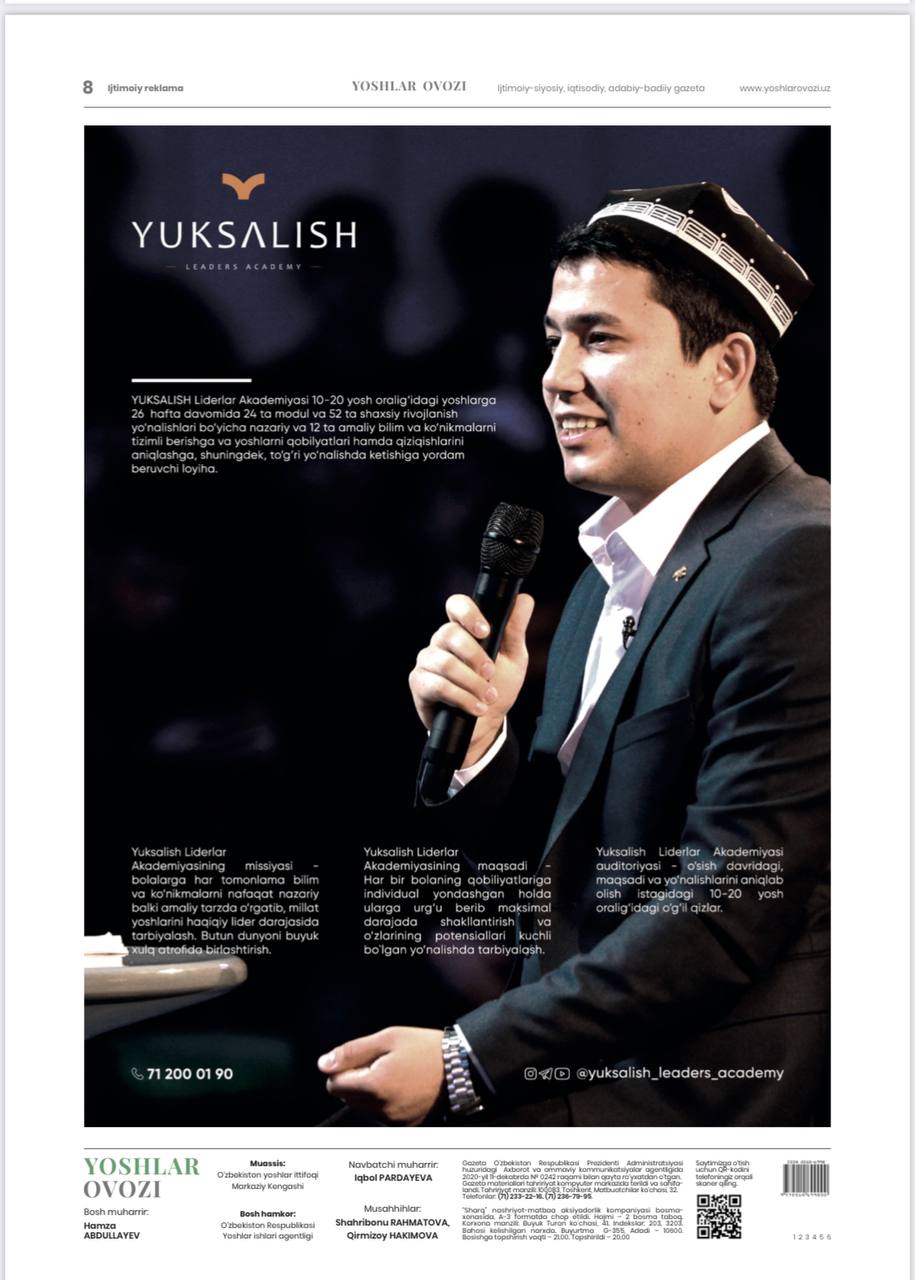 8 Ijtimoiy reklama YOSHLAR OVOZI Ijtimoiy-siyosiy, iqtisodiy, adabiy-badiiy gazeta www.yoshlarovozi.uz
YUKSALISH
LEADERS ACADEMY
YUKSALISH Liderlar Akademiyasi 10-20 yosh oralig'idagi yoshlarga
26 hafta davomida 24 ta modul va 52 ta shaxsiy rivojlanish
yo'nalishlari bo'yicha nazariy va 12 ta amaliy bilim va ko'nikmalarni
tizimli berishga va yoshlarni qobilyatlari hamda qiziqishlarini
aniqlashga, shuningdek, to'g'ri yo'nalishda ketishiga yordam
beruvchi loyiha.
Yuksalish Liderlar
Akademiyasining missiyasi -
bolalarga har tomonlama bilim
va ko'nikmalarni nafaqat nazariy
balki amaliy tarzda o'rgatib, millat
yoshlarini haqiqiy lider darajasida
tarbiyalash. Butun dunyoni buyuk
xulq atrofida birlashtirish.
Yuksalish Liderlar
Akademiyasining maqsadi -
Har bir bolaning qobiliyatlariga
individual yondashgan holda
ularga urg'u berib maksimal
darajada shakllantirish va
o'zlarining potensiallari kuchli
bo`lgan yo'nalishda tarbiyalash.
Yuksalish Liderlar Akademiyasi
auditoriyasi - o'sish davridagi,
maqsadi va yo'nalishlarini aniqlab
olish istagidagi 10-20 yosh
oralig'idagi o'g'il qizlar.
71 200 01 90
@yuksalish_leaders_academy
YOSHLAR
OVOZI
Bosh muharrir:
Hamza
ABDULLAYEV
Muassis:
O'zbekiston yoshlar ittifoqi
Markaziy Kengashi
Bosh hamkor:
O'zbekiston Respublikasi
Yoshlar ishlari agentligi
Navbatchi muharrir:
Iqbol PARDAYEVA
Musahhihlar:
Shahribonu RAHMATOVA,
Qirmizoy HAKIMOVA
Gazeta O'zbekiston Respublikasi Prezidenti Administratsiyasi
huzuridagi Axborot va ommaviy kommunikatsiyalar agentligida
2020-yil 11-dekabrda № 0242 raqami bilan qayta ro'yxatdan o'tgan.
Gazeta materiallari tahririyat kompyuter markazida terildi va sahifa-
landi. Tahririyat manzili: 100083, Toshkent, Matbuotchilar ko'chasi, 32.
Telefonlar: (71) 233-22-16, (71) 236-79-95.
"Sharq" nashriyot-matbaa aksiyadorlik kompaniyasi bosma-
xonasida, A-3 formatda chop etildi. Hajmi – 2 bosma taboq.
Korxona manzili: Buyuk Turon ko'chasi, 41. Indekslar: 203, 3203.
Bahosi kelishilgan narxda. Buyurtma G-355, Adadi – 10600.
Bosishga topshirish vaqti – 21.00. Topshirildi – 20.00
Saytimizga o'tish
uchun QR-kodini
telefoningiz orqali
skaner qiling.
1 2 3 4 5 6